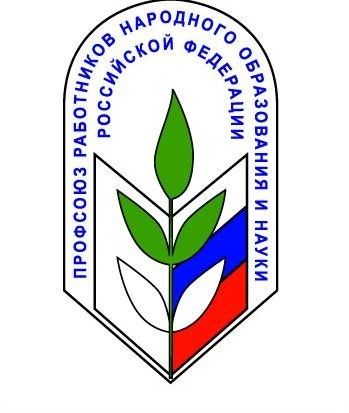 ПРОФСОЮЗ РАБОТНИКОВ НАРОДНОГО ОБРАЗОВАНИЯ И НАУКИ
РОССИЙСКОЙ ФЕДЕРАЦИИ